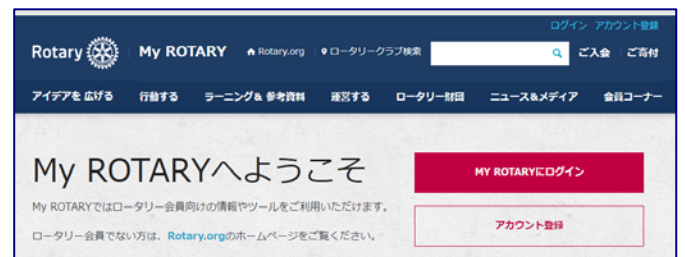 ログイン アカウント登録
Rotary My ROTARY Rotary.org ロータリークラブ検索 ご入会 ご寄付
アイデアを 広げる 行動する ラーニング& 参考資料 運営する ロータリー財団 ニュース&メディア 会員コーナー
My ROTARYへようこそ
MY ROTARYにログイン
My ROTARYではロータリー会員向けの情報やツールをご利用いただけます。
アカウント登録
ロータリー会員でない方は、Rotary.orgのホームページをご覧ください。